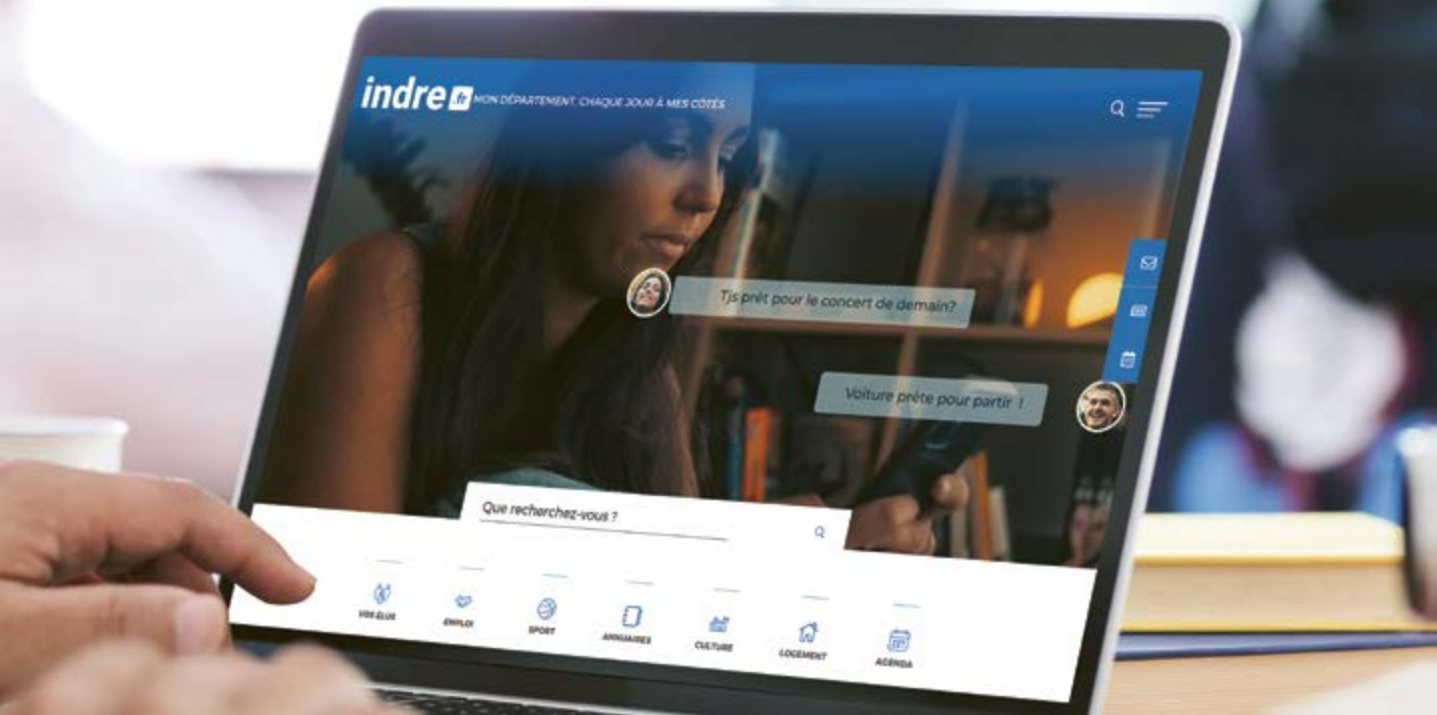 indre .fr MON DÉPARTEMENT, CHAQUE JOUR À MES CÔTÉS
Tjs prêt pour le concert de demain?
Voiture prête pour partir !
Que recherchez-vous ?
VOS ÉLUS
EMPLOI
SPORT
ANNUAIRES
CULTURE
LOGEMENT
AGENDA